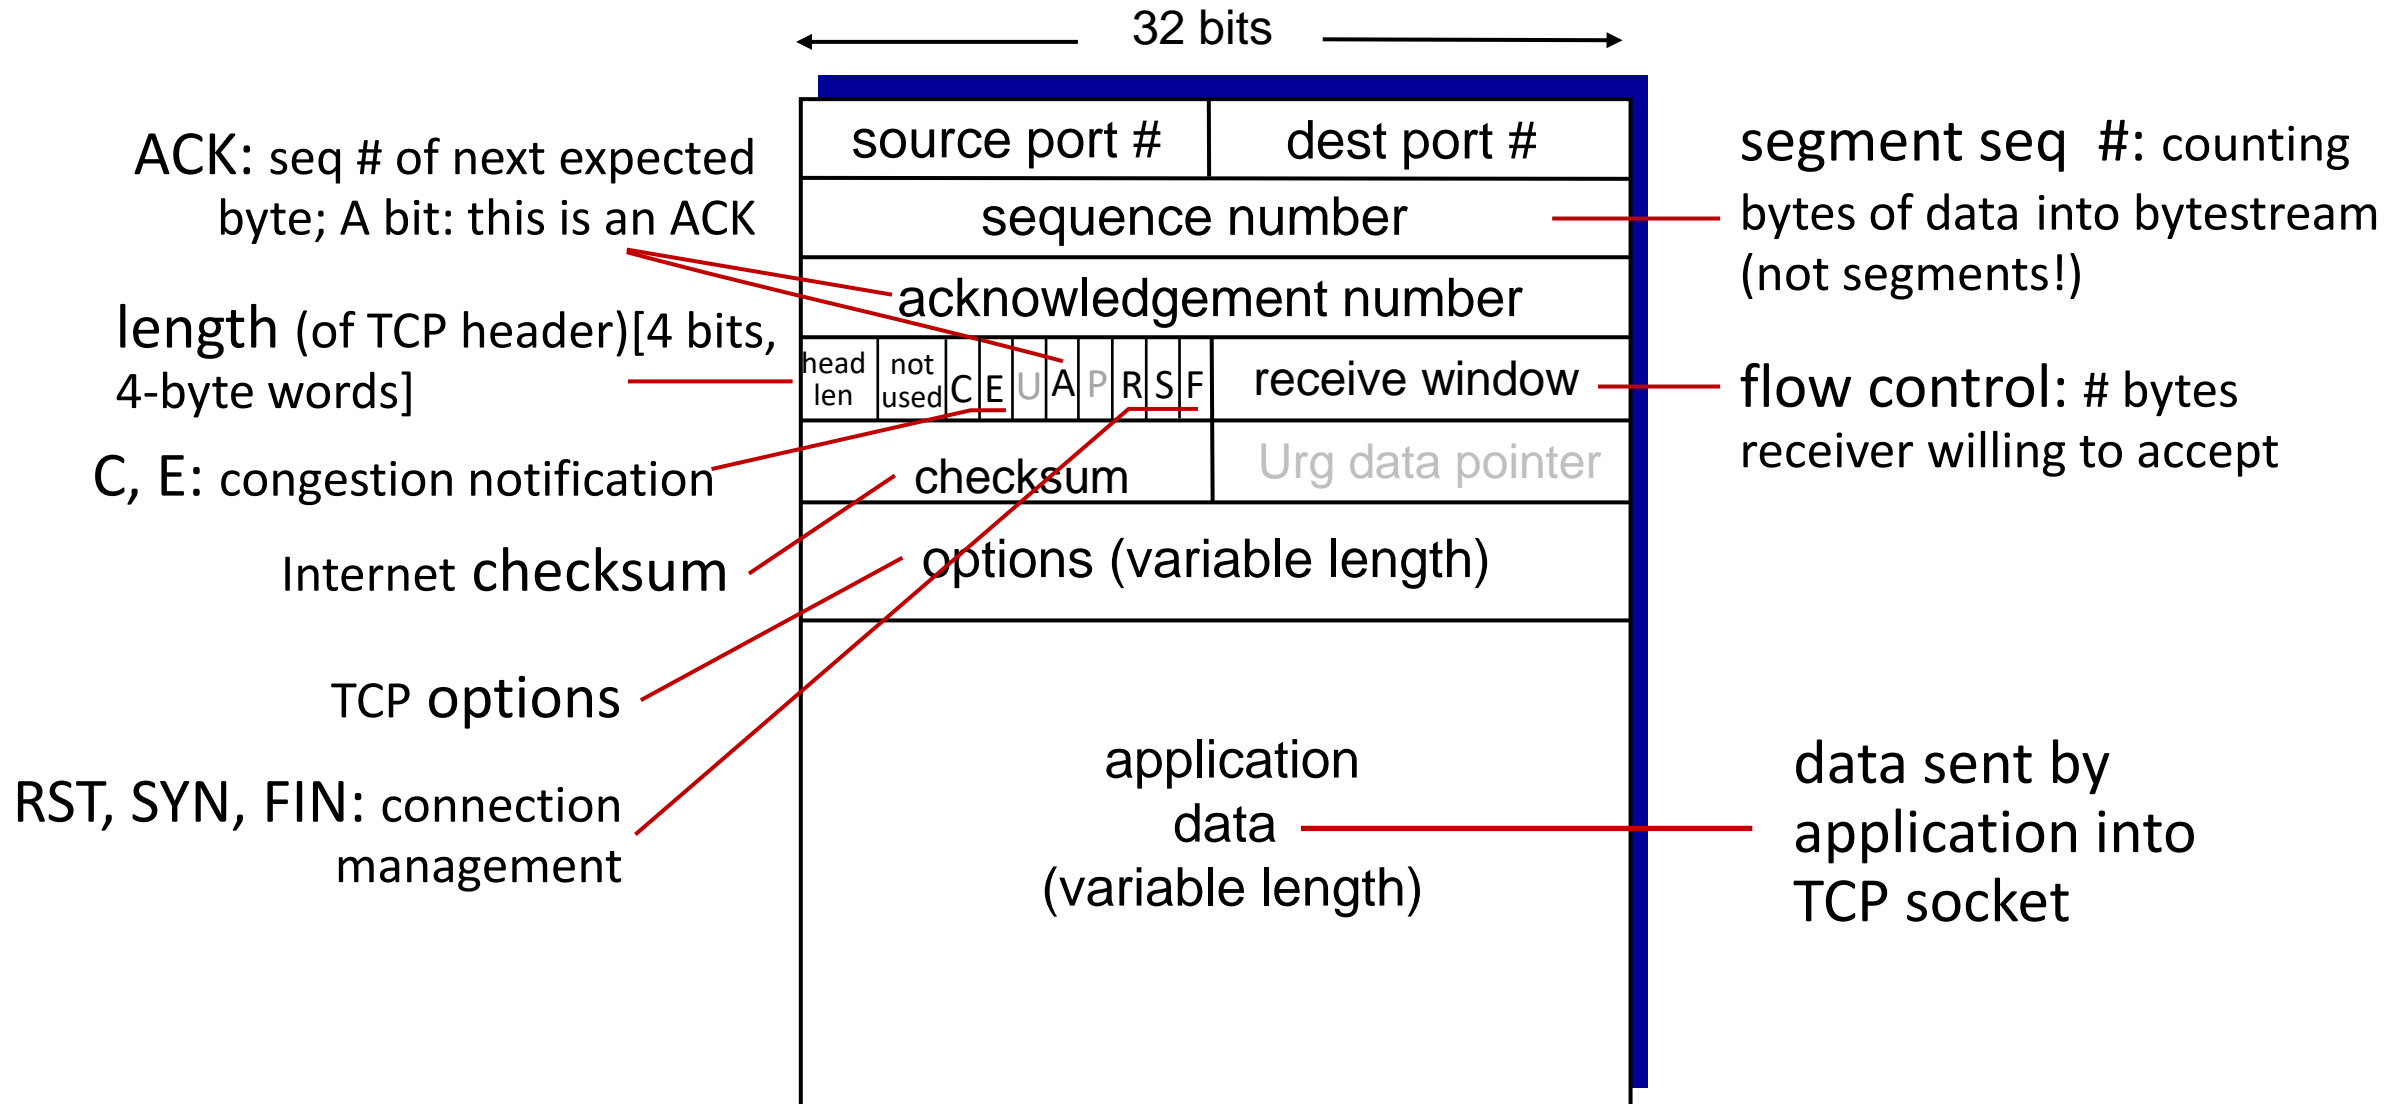 32 bits
ACK: seq # of next expected
byte; A bit: this is an ACK
length (of TCP header)[4 bits,
4-byte words]
C, E: congestion notification
Internet checksum
TCP options
RST, SYN, FIN: connection
management
source port #
dest port #
sequence number
acknowledgement number
head
len
not
used
C
E
U
A
P
R
S
F
receive window
checksum
Urg data pointer
options (variable length)
application
data
(variable length)
segment seq #: counting
bytes of data into bytestream
(not segments!)
flow control: # bytes
receiver willing to accept
data sent by
application into
TCP socket